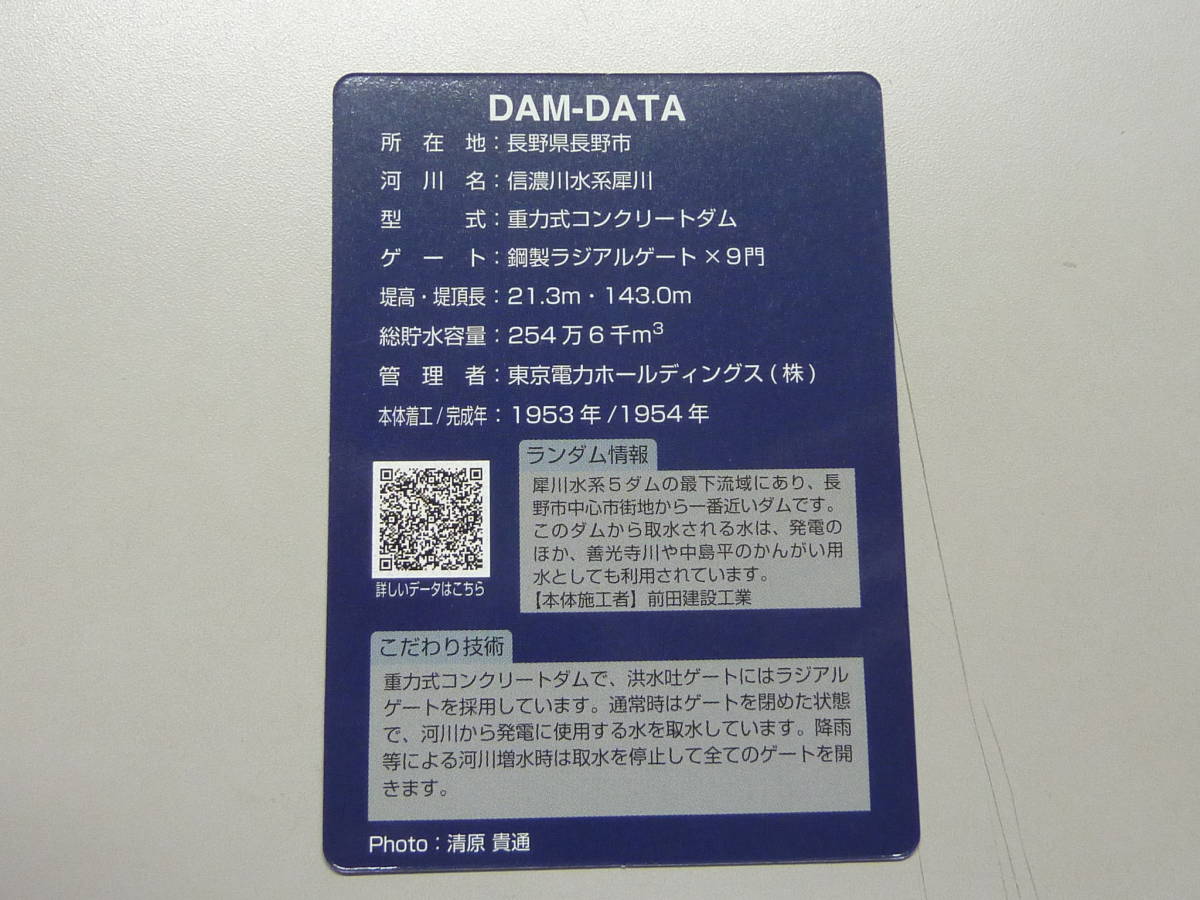 DAM-DATA
所在地：長野県長野市
河川名：信濃川水系犀川
型式：重力式コンクリートダム
ゲート：鋼製ラジアルゲート×９門
堤高・堤頂長：21.3m・143.0m
総貯水容量：254万6千m³
管理者：東京電力ホールディングス(株)
本体着工/完成年：1953年/1954年
ランダム情報
犀川水系５ダムの最下流域にあり、長
野市中心市街地から一番近いダムです。
このダムから取水される水は、発電の
ほか、善光寺川や中島平のかんがい用
水としても利用されています。
【本体施工者】前田建設工業
詳しいデータはこちら
こだわり技術
重力式コンクリートダムで、洪水吐ゲートにはラジアル
ゲートを採用しています。通常時はゲートを閉めた状態
で、河川から発電に使用する水を取水しています。降雨
等による河川増水時は取水を停止して全てのゲートを開
きます。
Photo：清原 貴通